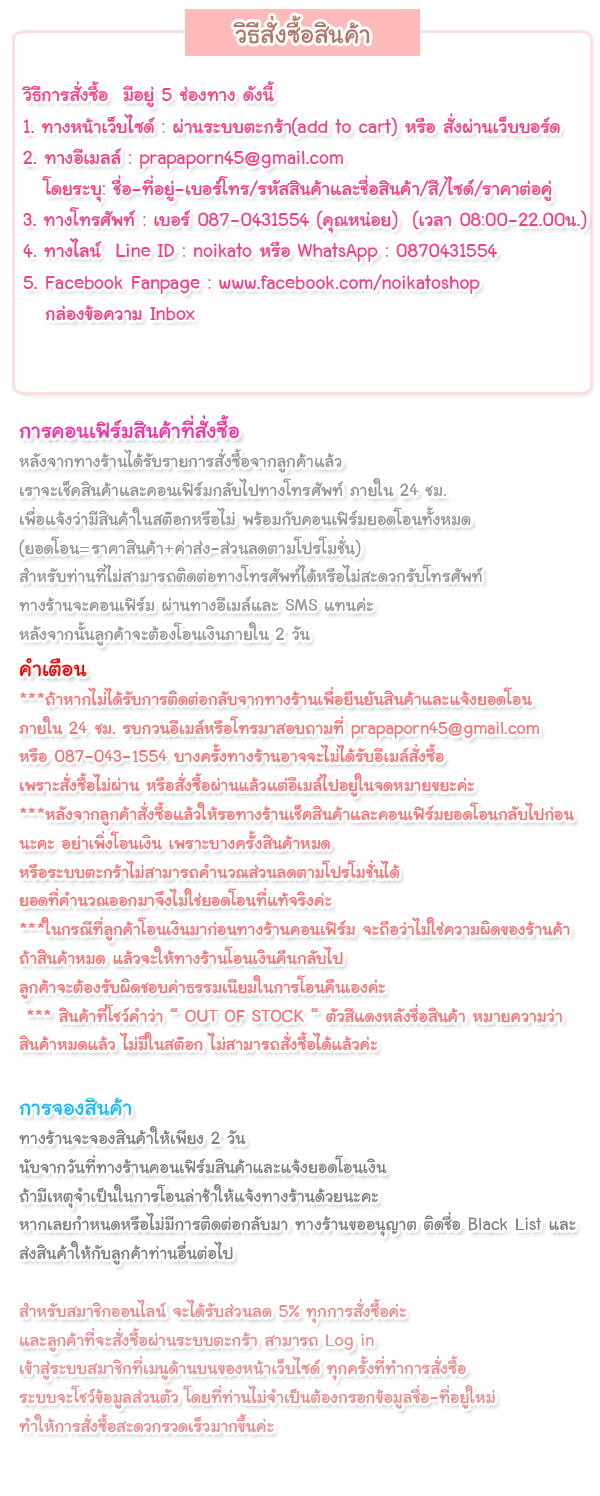 วิธีสั่งซื้อสินค้า
วิธีการสั่งซื้อ มีอยู่ 5 ช่องทาง ดังนี้
1. ทางหน้าเว็บไซด์ : ผ่านระบบตะกร้า(add to cart) หรือ สั่งผ่านเว็บบอร์ด
2. ทางอีเมลล์ : prapaporn45@gmail.com
โดยระบุ: ชื่อ-ที่อยู่-เบอร์โทร/รหัสสินค้าและชื่อสินค้า/สี/ไซด์/ราคาต่อคู่
3. ทางโทรศัพท์ : เบอร์ 087-0431554 (คุณหน่อย) (เวลา 08:00-22.00น.)
4. ทางไลน์ Line ID : noikato หรือ WhatsApp : 0870431554
5. Facebook Fanpage : www.facebook.com/noikatoshop
กล่องข้อความ Inbox
การคอนเฟิร์มสินค้าที่สั่งซื้อ
หลังจากทางร้านได้รับรายการสั่งซื้อจากลูกค้าแล้ว
เราจะเช็คสินค้าและคอนเฟิร์มกลับไปทางโทรศัพท์ ภายใน 24 ชม.
เพื่อแจ้งว่ามีสินค้าในสต๊อกหรือไม่ พร้อมกับคอนเฟิร์มยอดโอนทั้งหมด
(ยอดโอน=ราคาสินค้า+ค่าส่ง-ส่วนลดตามโปรโมชั่น)
สำหรับท่านที่ไม่สามารถติดต่อทางโทรศัพท์ได้หรือไม่สะดวกรับโทรศัพท์
ทางร้านจะคอนเฟิร์ม ผ่านทางอีเมล์และ SMS แทนค่ะ
หลังจากนั้นลูกค้าจะต้องโอนเงินภายใน 2 วัน
คำเตือน
***ถ้าหากไม่ได้รับการติดต่อกลับจากทางร้านเพื่อยืนยันสินค้าและแจ้งยอดโอน
ภายใน 24 ชม. รบกวนอีเมล์หรือโทรมาสอบถามที่ prapaporn45@gmail.com
หรือ 087-043-1554 บางครั้งทางร้านอาจจะไม่ได้รับอีเมล์สั่งซื้อ
เพราะสั่งซื้อไม่ผ่าน หรือสั่งซื้อผ่านแล้วแต่อีเมล์ไปอยู่ในจดหมายขยะค่ะ
***หลังจากลูกค้าสั่งซื้อแล้วให้รอทางร้านเช็คสินค้าและคอนเฟิร์มยอดโอนกลับไปก่อน
นะคะ อย่าเพิ่งโอนเงิน เพราะบางครั้งสินค้าหมด
หรือระบบตะกร้าไม่สามารถคำนวณส่วนลดตามโปรโมชั่นได้
ยอดที่คำนวณออกมาจึงไม่ใช่ยอดโอนที่แท้จริงค่ะ
***ในกรณีที่ลูกค้าโอนเงินมาก่อนทางร้านคอนเฟิร์ม จะถือว่าไม่ใช่ความผิดของร้านค้า
ถ้าสินค้าหมด แล้วจะให้ทางร้านโอนเงินคืนกลับไป
ลูกค้าจะต้องรับผิดชอบค่าธรรมเนียมในการโอนคืนเองค่ะ
*** สินค้าที่โชว์คำว่า “ OUT OF STOCK “ ตัวสีแดงหลังชื่อสินค้า หมายความว่า
สินค้าหมดแล้ว ไม่มีในสต๊อก ไม่สามารถสั่งซื้อได้แล้วค่ะ
การจองสินค้า
ทางร้านจะจองสินค้าให้เพียง 2 วัน
นับจากวันที่ทางร้านคอนเฟิร์มสินค้าและแจ้งยอดโอนเงิน
ถ้ามีเหตุจำเป็นในการโอนล่าช้าให้แจ้งทางร้านด้วยนะคะ
หากเลยกำหนดหรือไม่มีการติดต่อกลับมา ทางร้านขออนุญาต ติดชื่อ Black List และ
ส่งสินค้าให้กับลูกค้าท่านอื่นต่อไป
สำหรับสมาชิกออนไลน์ จะได้รับส่วนลด 5% ทุกการสั่งซื้อค่ะ
และลูกค้าที่จะสั่งซื้อผ่านระบบตะกร้า สามารถ Log in
เข้าสู่ระบบสมาชิกที่เมนูด้านบนของหน้าเว็บไซด์ ทุกครั้งที่ทำการสั่งซื้อ
ระบบจะโชว์ข้อมูลส่วนตัว โดยที่ท่านไม่จำเป็นต้องกรอกข้อมูลชื่อ-ที่อยู่ใหม่
ทำให้การสั่งซื้อสะดวกรวดเร็วมากขึ้นค่ะ